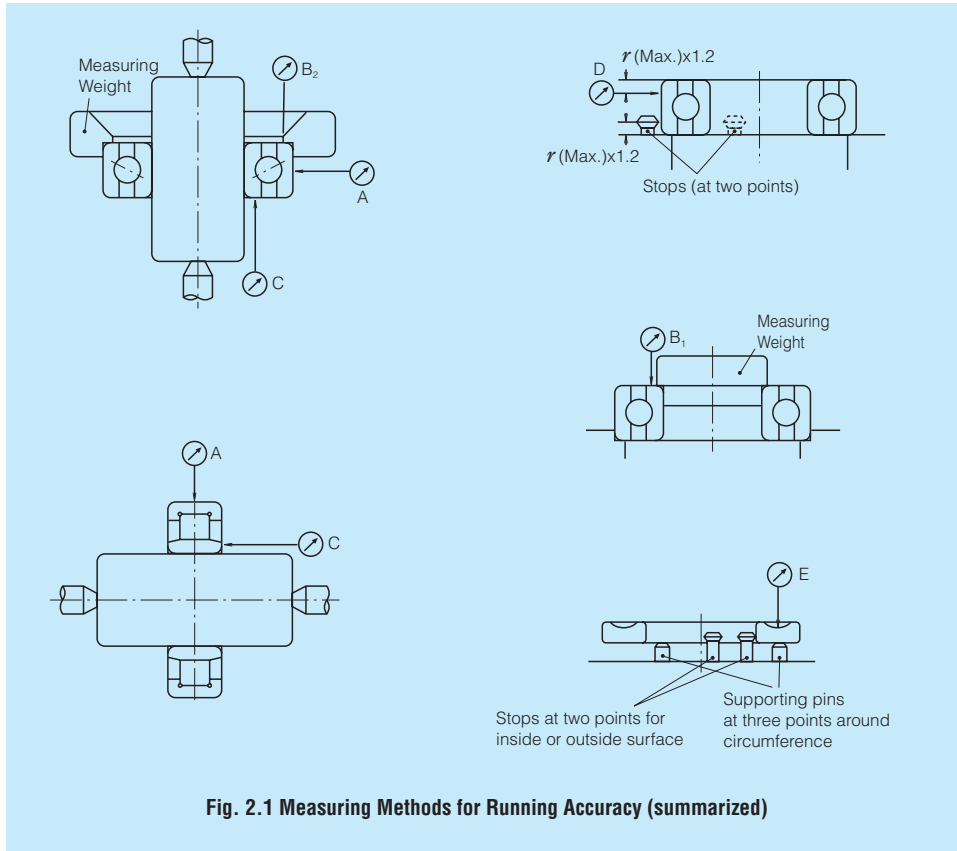 Measuring
Weight
B₂
A
C
D
r (Max.)x1.2
r (Max.)x1.2
Stops (at two points)
B₁
Measuring
Weight
A
C
E
Stops at two points for
inside or outside surface
Supporting pins
at three points around
circumference
Fig. 2.1 Measuring Methods for Running Accuracy (summarized)